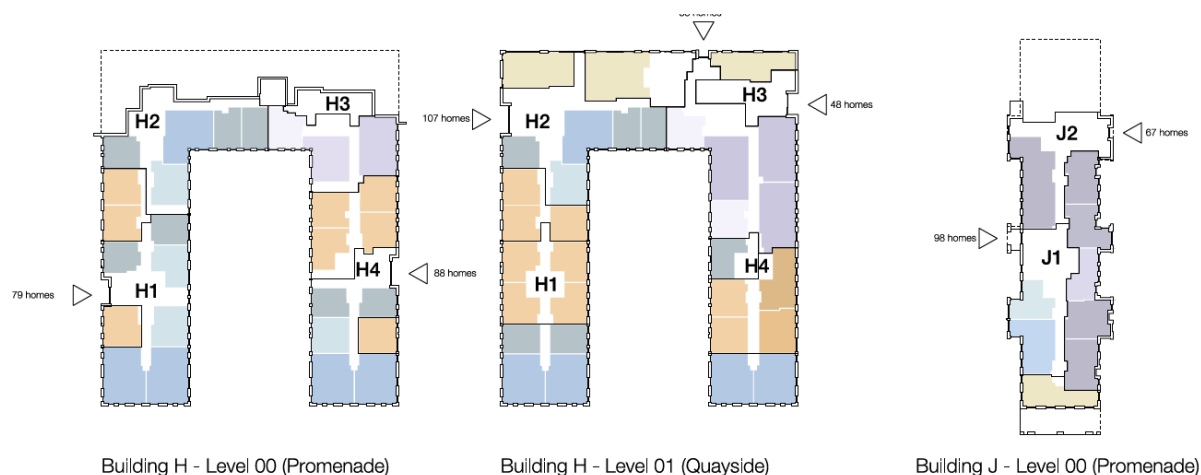 H2
H3
79 homes
H1
H4
88 homes
Building H - Level 00 (Promenade)
107 homes
H2
H3
48 homes
H1
H4
Building H - Level 01 (Quayside)
J2
67 homes
98 homes
J1
Building J - Level 00 (Promenade)